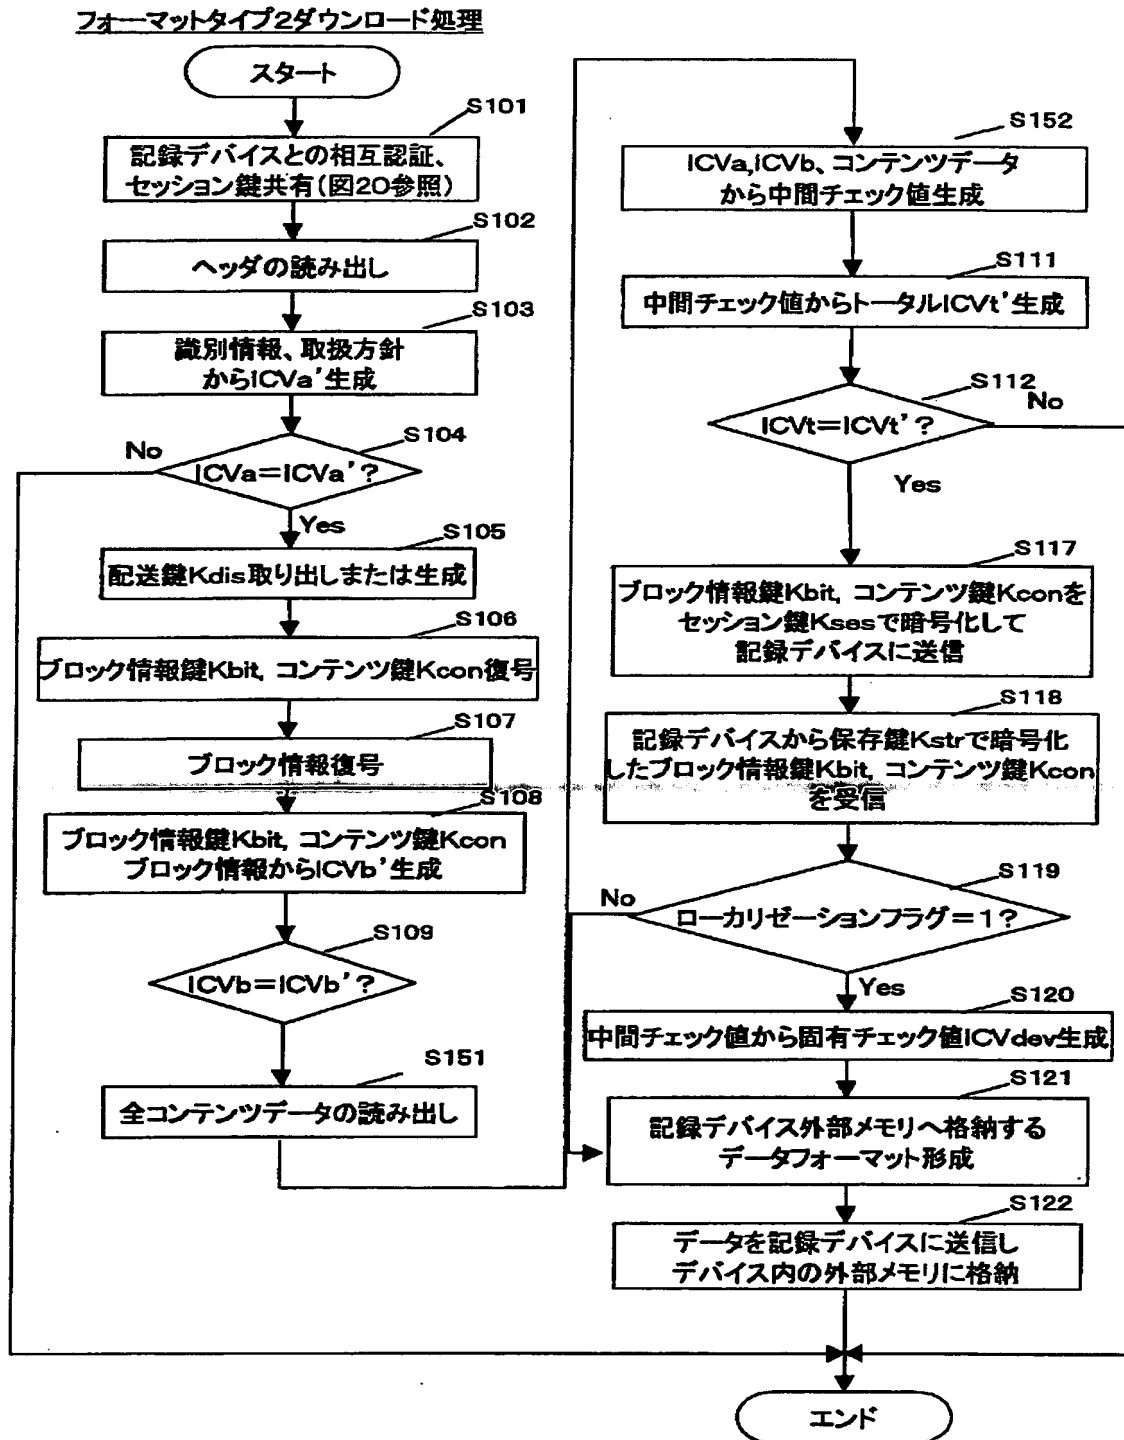 フォーマットタイプ2ダウンロード処理
スタート
S101
記録デバイスとの相互認証、
セッション鍵共有(図20参照)
S102
ヘッダの読み出し
S103
識別情報、取扱方針
からICVa'生成
S104
No
ICVa=ICVa'?
Yes
S105
配送鍵Kdis取り出しまたは生成
S106
ブロック情報鍵Kbit, コンテンツ鍵Kcon復号
S107
ブロック情報復号
S108
ブロック情報鍵Kbit, コンテンツ鍵Kcon
ブロック情報からICVb'生成
S109
ICVb=ICVb'?
S151
全コンテンツデータの読み出し
S152
ICVa,ICVb、コンテンツデータ
から中間チェック値生成
S111
中間チェック値からトータルICVt'生成
S112
No
ICVt=ICVt'?
Yes
S117
ブロック情報鍵Kbit, コンテンツ鍵Kconを
セッション鍵Ksesで暗号化して
記録デバイスに送信
S118
記録デバイスから保存鍵Kstrで暗号化
したブロック情報鍵Kbit, コンテンツ鍵Kcon
を受信
S119
No
ローカリゼーションフラグ=1?
Yes
S120
中間チェック値から固有チェック値ICVdev生成
S121
記録デバイス外部メモリへ格納する
データフォーマット形成
S122
データを記録デバイスに送信し
デバイス内の外部メモリに格納
エンド